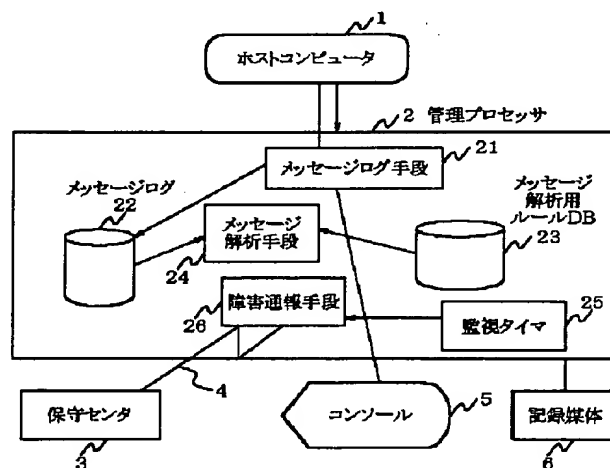 1
ホストコンピュータ
2 管理プロセッサ
21
メッセージログ手段
メッセージログ
22
メッセージ
解析手段
24
メッセージ
解析用
ルールDB
23
障害通報手段
26
25
監視タイマ
4
保守センタ
3
コンソール
5
記録媒体
6